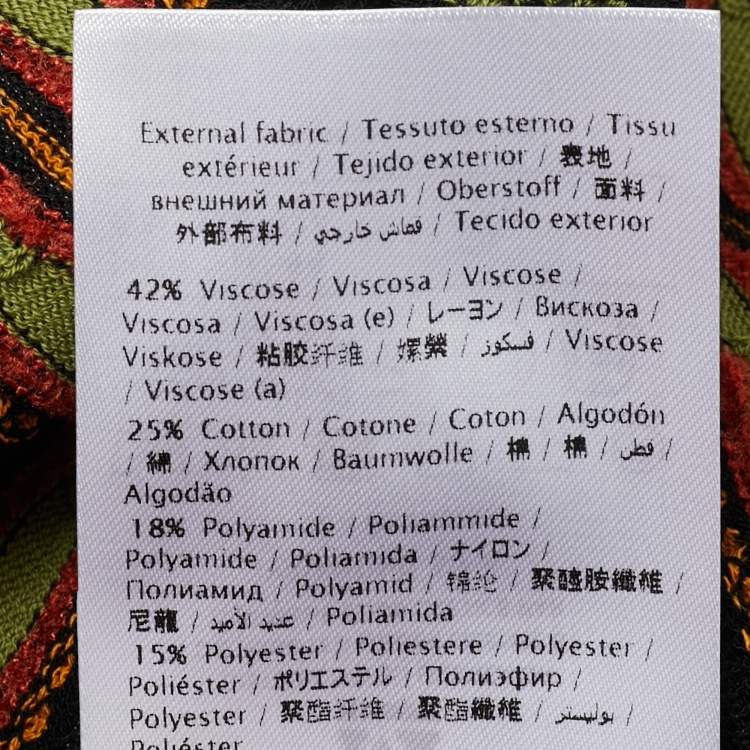 External fabric / Tessuto esterno / Tissu
extérieur / Tejido exterior / 表地 /
внешний материал / Oberstoff / 面料 /
外部布料 / قماش خارجي / Tecido exterior
42% Viscose / Viscosa / Viscose /
Viscosa / Viscosa (e) / レーヨン / Вискоза /
Viskose / 粘胶纤维 / 嫘縈 / فسكوز / Viscose
/ Viscose (a)
25% Cotton / Cotone / Coton / Algodón
/ 綿 / Хлопок / Baumwolle / 棉 / 棉 / قطن /
Algodão
18% Polyamide / Poliammide /
Polyamide / Poliamida / ナイロン /
Полиамид / Polyamid / 锦纶 / 聚醯胺纖維 /
尼龍 / عديد الأميد / Poliamida
15% Polyester / Poliestere / Polyester /
Poliéster / ポリエステル / Полиэфир /
Polyester / 聚酯纤维 / 聚酯纖維 / بوليستر /
Poliéster